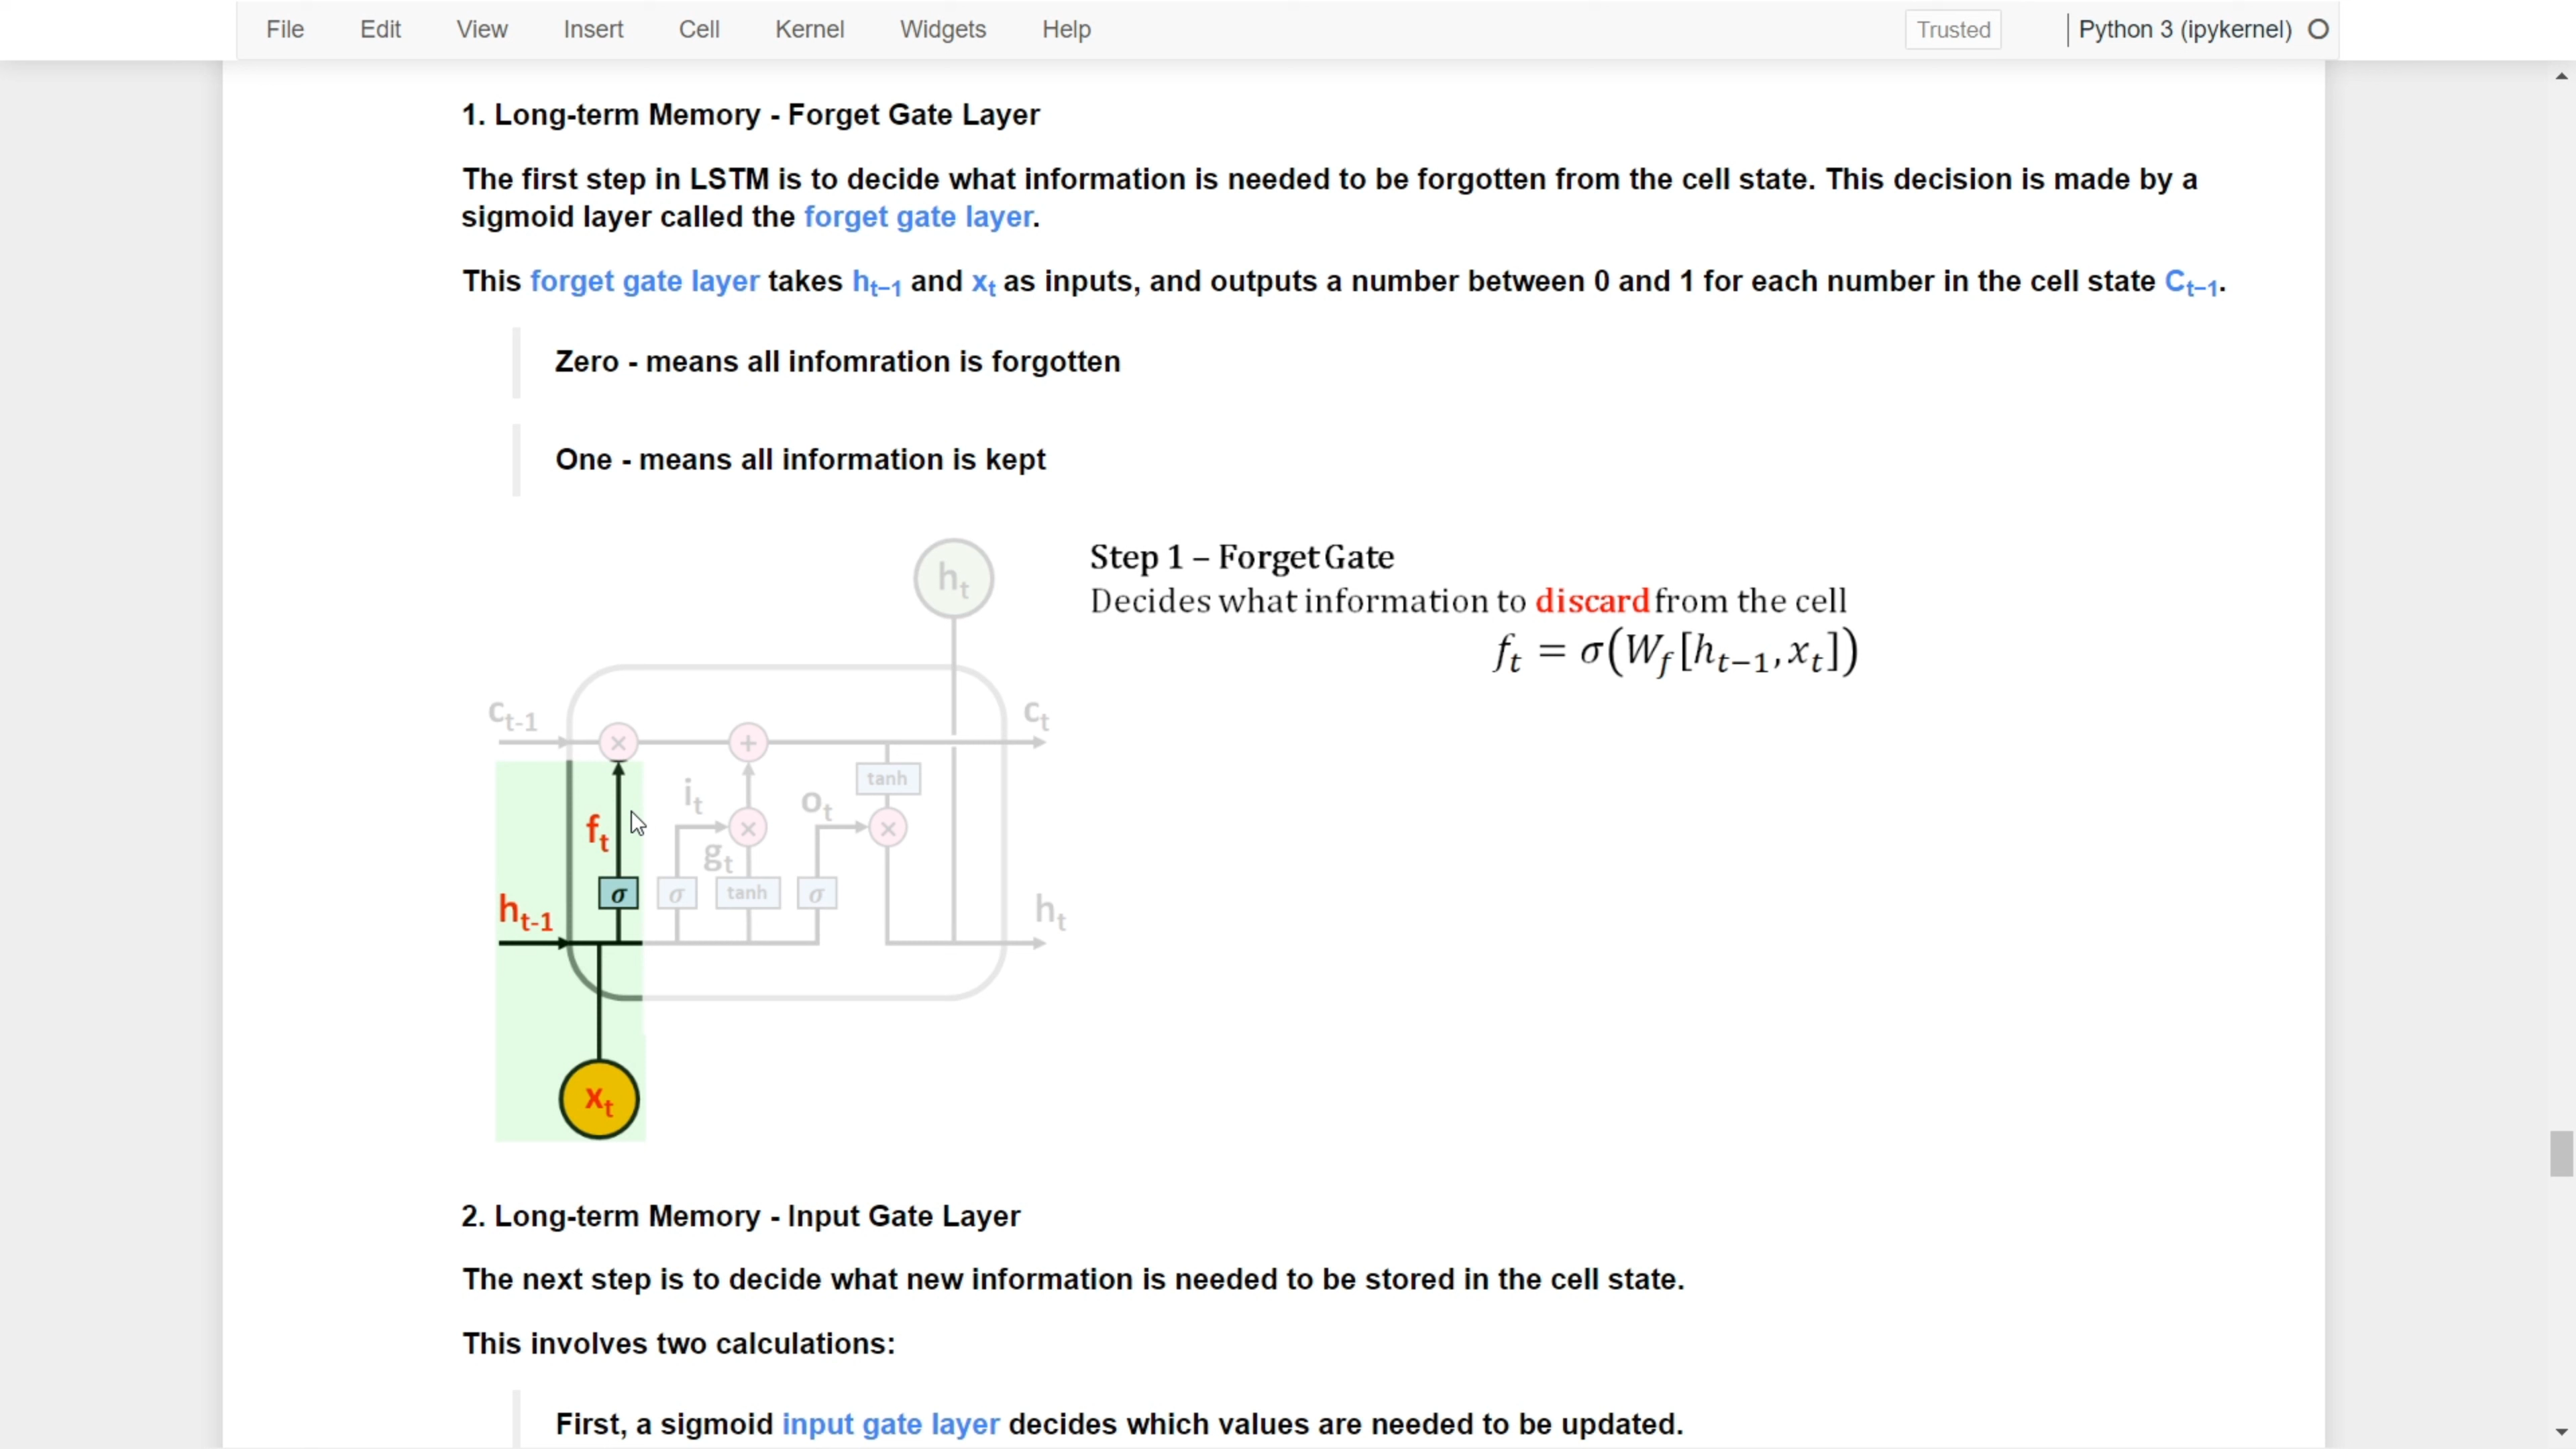 File Edit View Insert Cell Kernel Widgets Help Trusted Python 3 (ipykernel)
1. Long-term Memory - Forget Gate Layer
The first step in LSTM is to decide what information is needed to be forgotten from the cell state. This decision is made by a
sigmoid layer called the forget gate layer.
This forget gate layer takes hₜ₋₁ and xₜ as inputs, and outputs a number between 0 and 1 for each number in the cell state Cₜ₋₁.
Zero - means all infomration is forgotten
One - means all information is kept
hₜ
Step 1 – Forget Gate
Decides what information to discard from the cell
fₜ = σ(W_f[hₜ₋₁, xₜ])
cₜ₋₁ cₜ
× +
tanh
iₜ oₜ
fₜ × ×
gₜ
σ σ tanh σ
hₜ₋₁ hₜ
xₜ
2. Long-term Memory - Input Gate Layer
The next step is to decide what new information is needed to be stored in the cell state.
This involves two calculations:
First, a sigmoid input gate layer decides which values are needed to be updated.